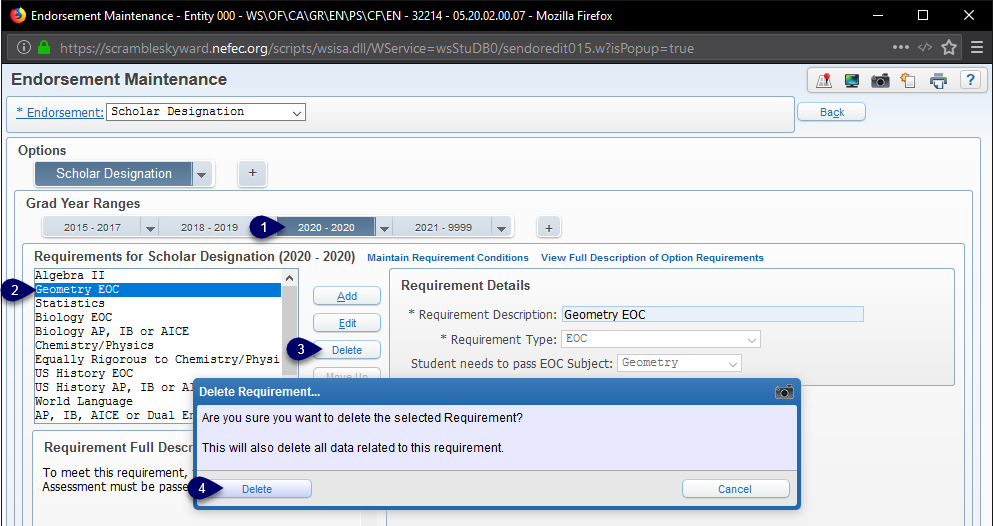 Endorsement Maintenance - Entity 000 - WS\OF\CA\GR\EN\PS\CF\EN - 32214 - 05.20.02.00.07 - Mozilla Firefox
https://scrambleskyward.nefec.org/scripts/wsisa.dll/WService=wsStuDB0/sendoredit015.w?isPopup=true
Endorsement Maintenance
?
* Endorsement: Scholar Designation
Back
Options
Scholar Designation
+
Grad Year Ranges
2015 - 2017
2018 - 2019
1
2020 - 2020
2021 - 9999
+
Requirements for Scholar Designation (2020 - 2020)
Maintain Requirement Conditions
View Full Description of Option Requirements
Algebra II
2
Geometry EOC
Statistics
Biology EOC
Biology AP, IB or AICE
Chemistry/Physics
Equally Rigorous to Chemistry/Physi
US History EOC
US History AP, IB or AI
World Language
AP, IB, AICE or Dual En
Add
Edit
3
Delete
Move Up
Requirement Details
* Requirement Description: Geometry EOC
* Requirement Type: EOC
Student needs to pass EOC Subject: Geometry
Requirement Full Descr
To meet this requirement,
Assessment must be passe
Delete Requirement...
Are you sure you want to delete the selected Requirement?
This will also delete all data related to this requirement.
4
Delete
Cancel